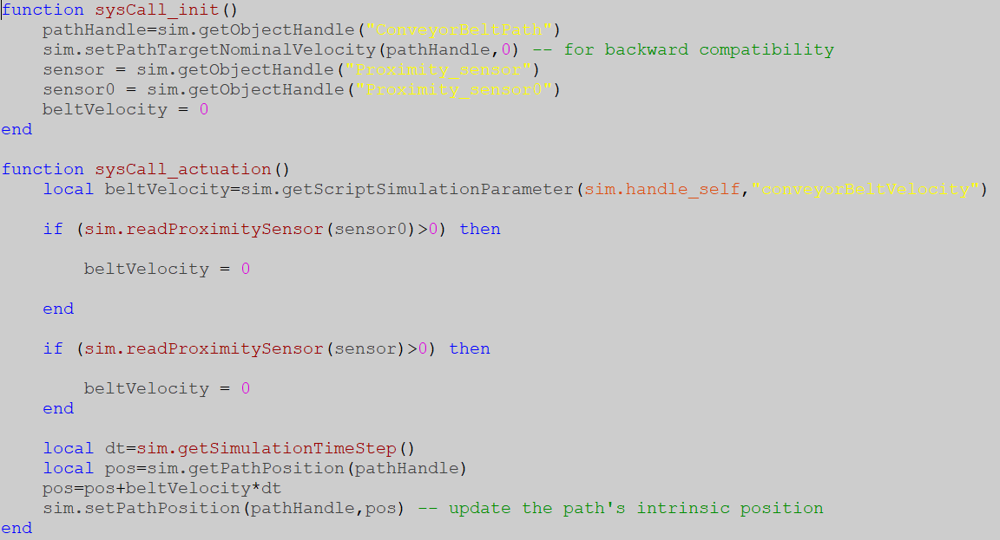 function sysCall_init()
    pathHandle=sim.getObjectHandle("ConveyorBeltPath")
    sim.setPathTargetNominalVelocity(pathHandle,0) -- for backward compatibility
    sensor = sim.getObjectHandle("Proximity_sensor")
    sensor0 = sim.getObjectHandle("Proximity_sensor0")
    beltVelocity = 0
end
function sysCall_actuation()
    local beltVelocity=sim.getScriptSimulationParameter(sim.handle_self,"conveyorBeltVelocity")
    if (sim.readProximitySensor(sensor0)>0) then
        beltVelocity = 0
    end
    if (sim.readProximitySensor(sensor)>0) then
        beltVelocity = 0
    end
    local dt=sim.getSimulationTimeStep()
    local pos=sim.getPathPosition(pathHandle)
    pos=pos+beltVelocity*dt
    sim.setPathPosition(pathHandle,pos) -- update the path's intrinsic position
end